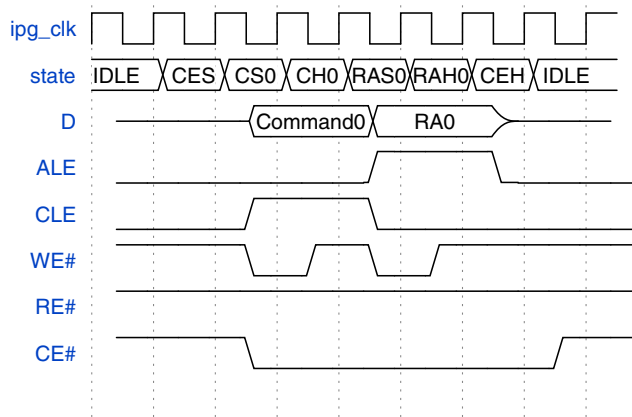 ipg_clk
state IDLE CES CS0 CH0 RAS0 RAH0 CEH IDLE
D Command0 RA0
ALE
CLE
WE#
RE#
CE#